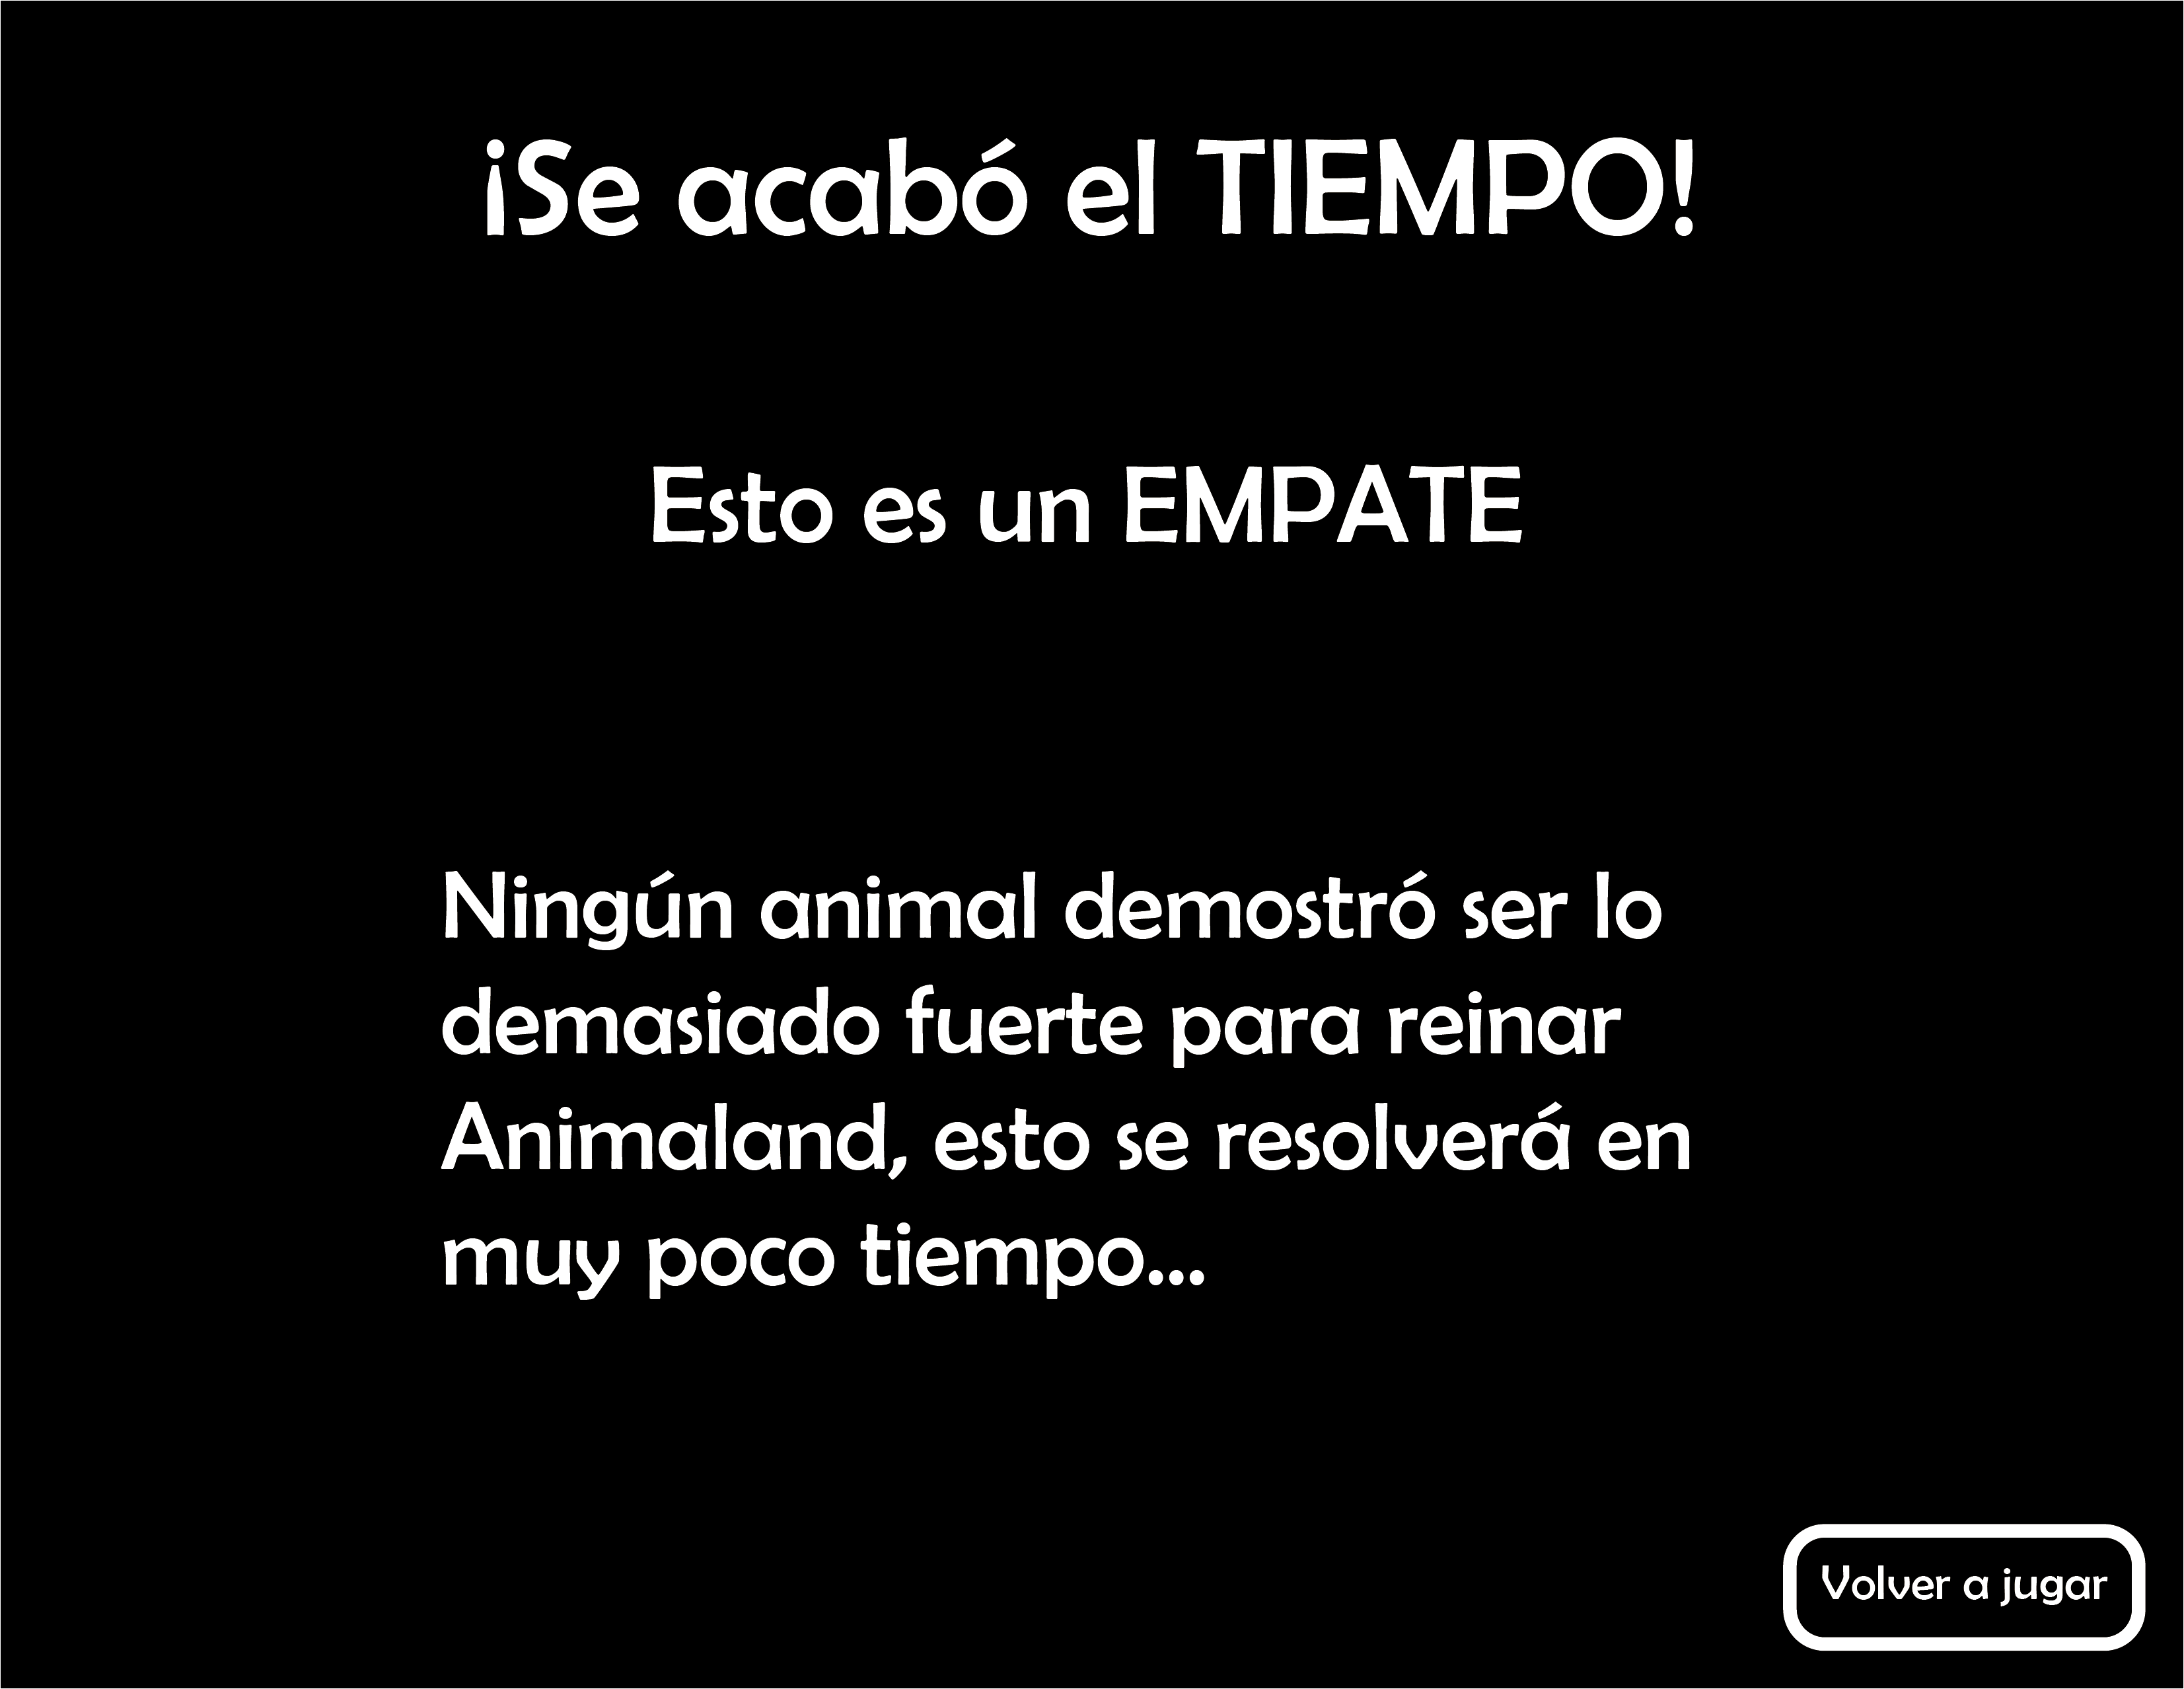 ¡Se acabó el TIEMPO!
Esto es un EMPATE
Ningún animal demostró ser lo
demasiado fuerte para reinar
Animaland, esto se resolverá en
muy poco tiempo...
Volver a jugar